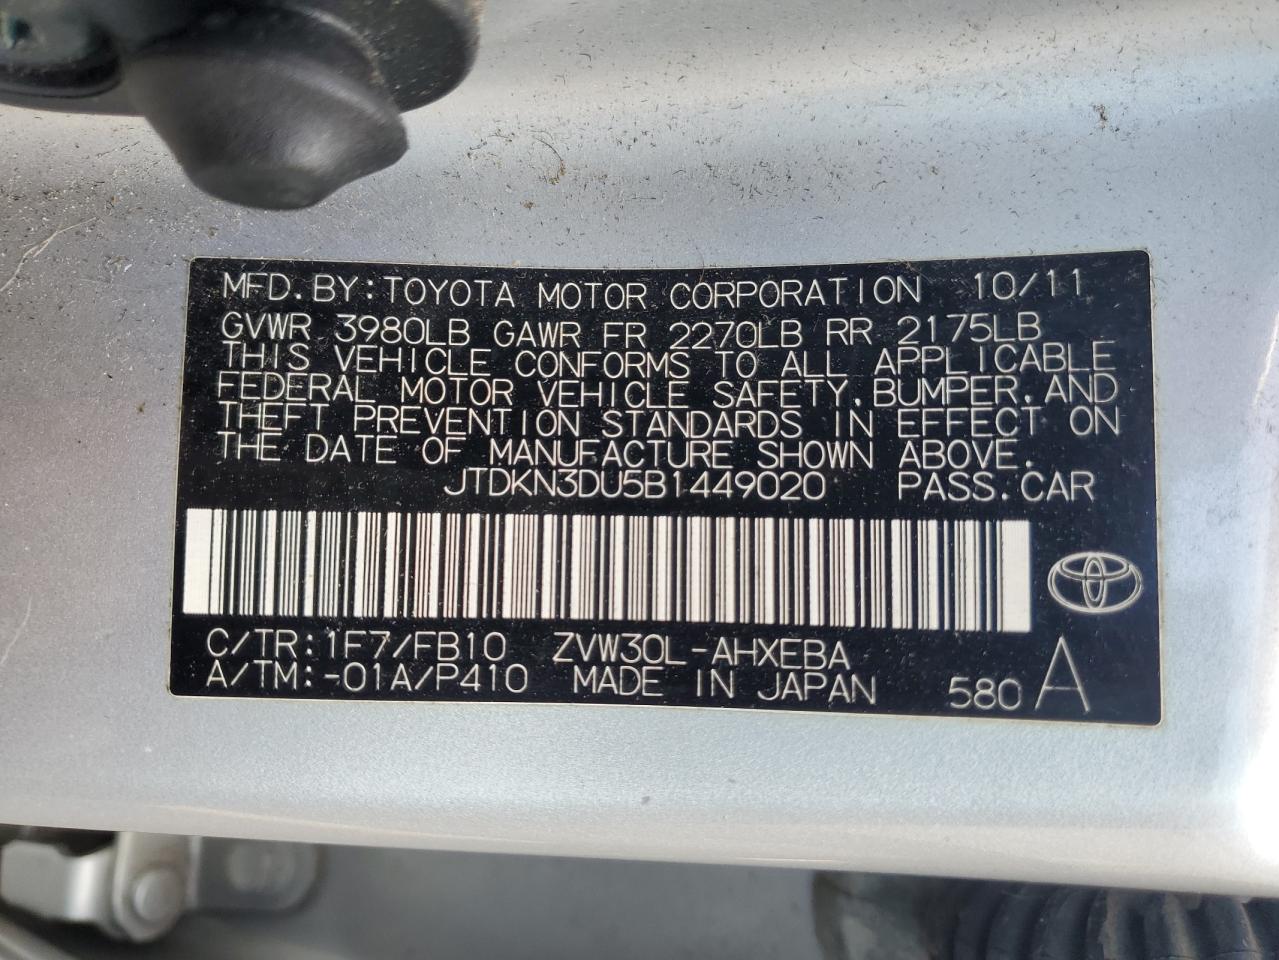 MFD.BY:TOYOTA MOTOR CORPORATION 10/11
GVWR 3980LB GAWR FR 2270LB RR 2175LB
THIS VEHICLE CONFORMS TO ALL APPLICABLE
FEDERAL MOTOR VEHICLE SAFETY,BUMPER,AND
THEFT PREVENTION STANDARDS IN EFFECT ON
THE DATE OF MANUFACTURE SHOWN ABOVE.
JTDKN3DU5B1449020 PASS.CAR
C/TR:1F7/FB10 ZVW30L-AHXEBA
A/TM:-01A/P410 MADE IN JAPAN 580 A